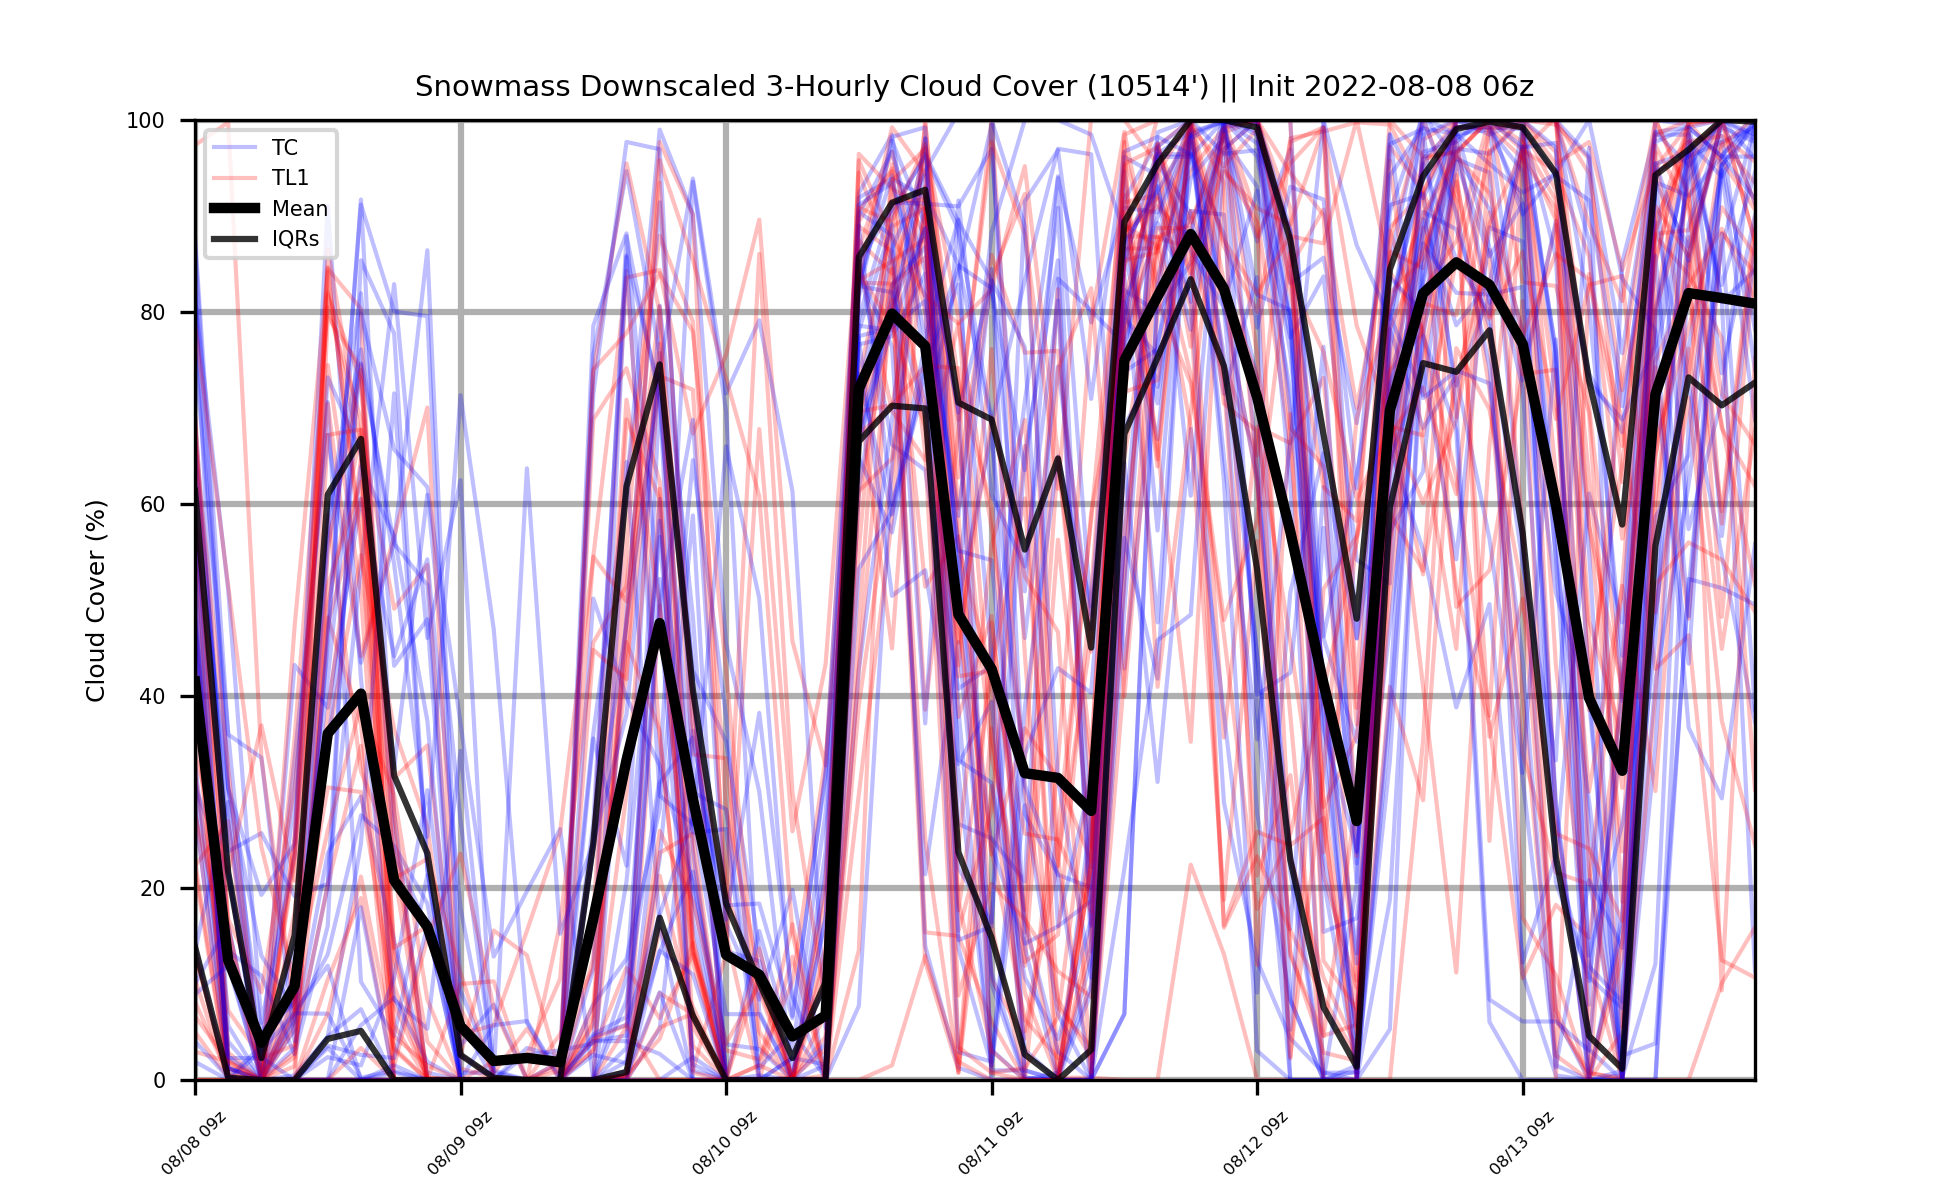 Snowmass Downscaled 3-Hourly Cloud Cover (10514') || Init 2022-08-08 06z
TC
TL1
Mean
IQRs
Cloud Cover (%)
100
80
60
40
20
0
08/08 09z
08/09 09z
08/10 09z
08/11 09z
08/12 09z
08/13 09z